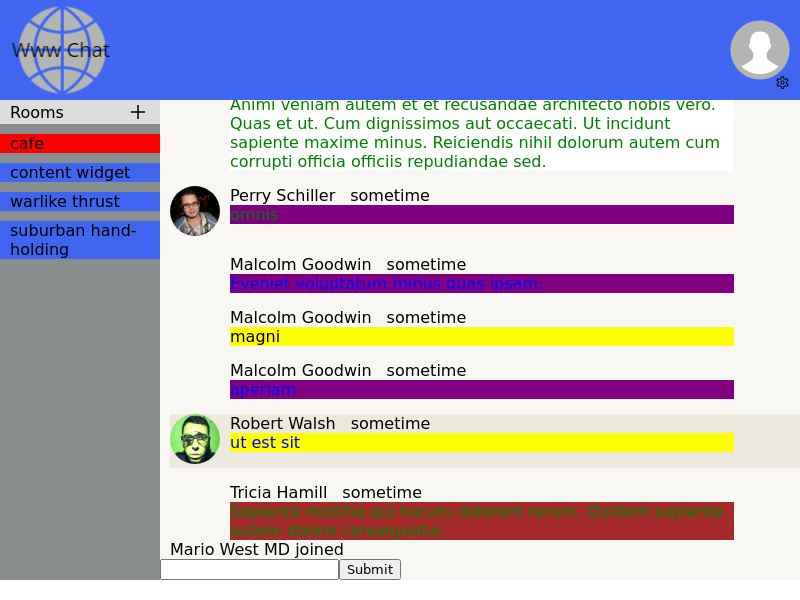 Www Chat
Rooms
cafe
content widget
warlike thrust
suburban hand-
holding
Animi veniam autem et et recusandae architecto nobis vero.
Quas et ut. Cum dignissimos aut occaecati. Ut incidunt
sapiente maxime minus. Reiciendis nihil dolorum autem cum
corrupti officia officiis repudiandae sed.
Perry Schiller sometime
omnis
Malcolm Goodwin sometime
Eveniet voluptatum minus quas ipsam.
Malcolm Goodwin sometime
magni
Malcolm Goodwin sometime
aperiam
Robert Walsh sometime
ut est sit
Tricia Hamill sometime
Sapiente mollitia qui harum dolorem rerum. Quidem sapiente
autem dolore consequatur.
Mario West MD joined
Submit